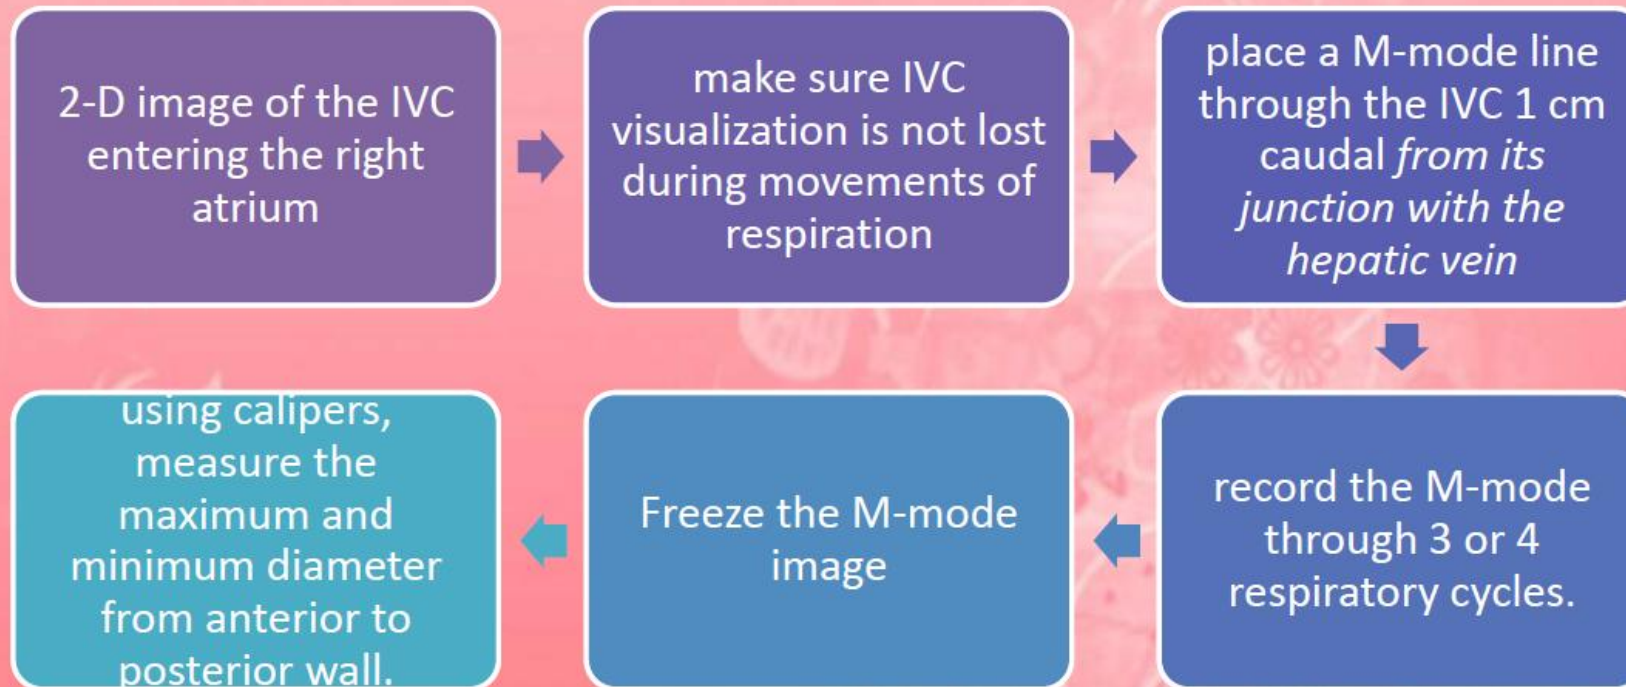 2-D image of the IVC
entering the right
atrium
make sure IVC
visualization is not lost
during movements of
respiration
place a M-mode line
through the IVC 1 cm
caudal from its
junction with the
hepatic vein
record the M-mode
through 3 or 4
respiratory cycles.
Freeze the M-mode
image
using calipers,
measure the
maximum and
minimum diameter
from anterior to
posterior wall.